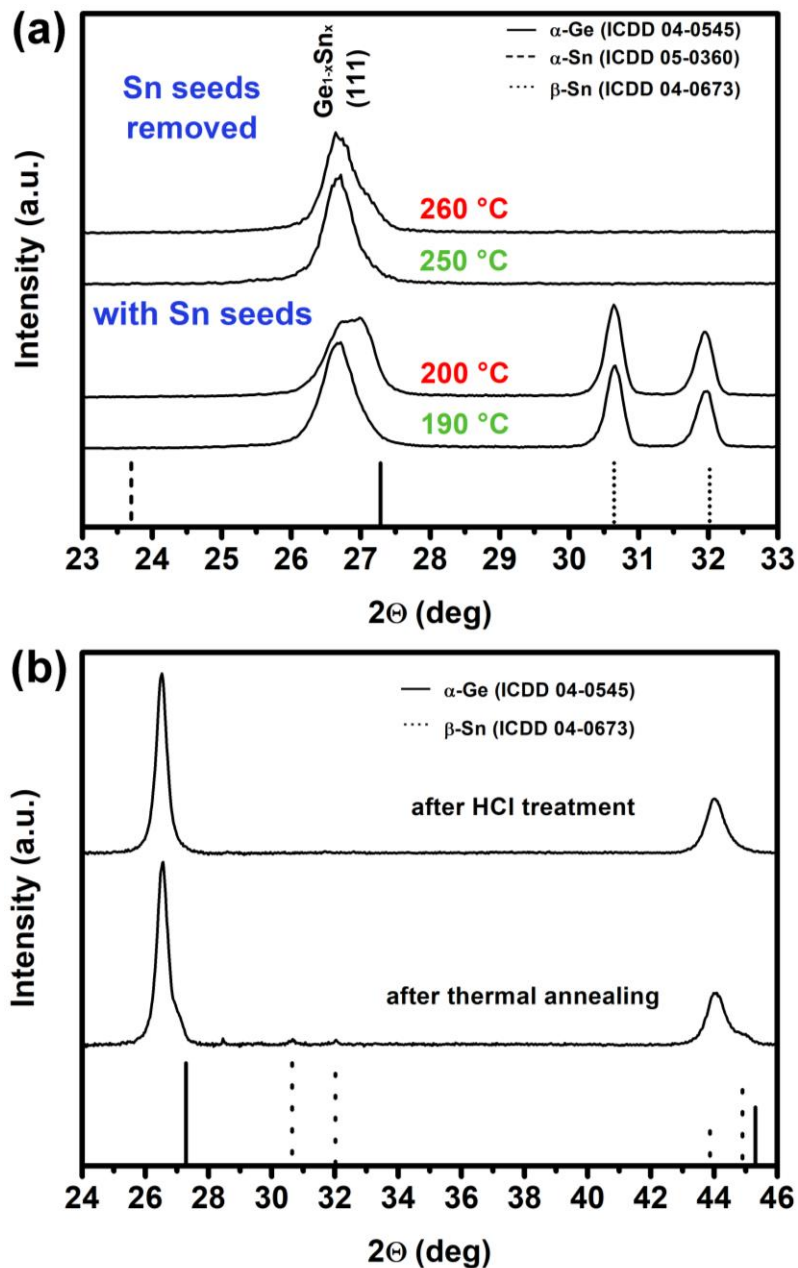 (a)
Intensity (a.u.)
Sn seeds
removed
Ge1-xSnx
(111)
α-Ge (ICDD 04-0545)
α-Sn (ICDD 05-0360)
β-Sn (ICDD 04-0673)
260 °C
250 °C
with Sn seeds
200 °C
190 °C
23 24 25 26 27 28 29 30 31 32 33
2Θ (deg)
(b)
Intensity (a.u.)
α-Ge (ICDD 04-0545)
β-Sn (ICDD 04-0673)
after HCl treatment
after thermal annealing
24 26 28 30 32 34 36 38 40 42 44 46
2Θ (deg)